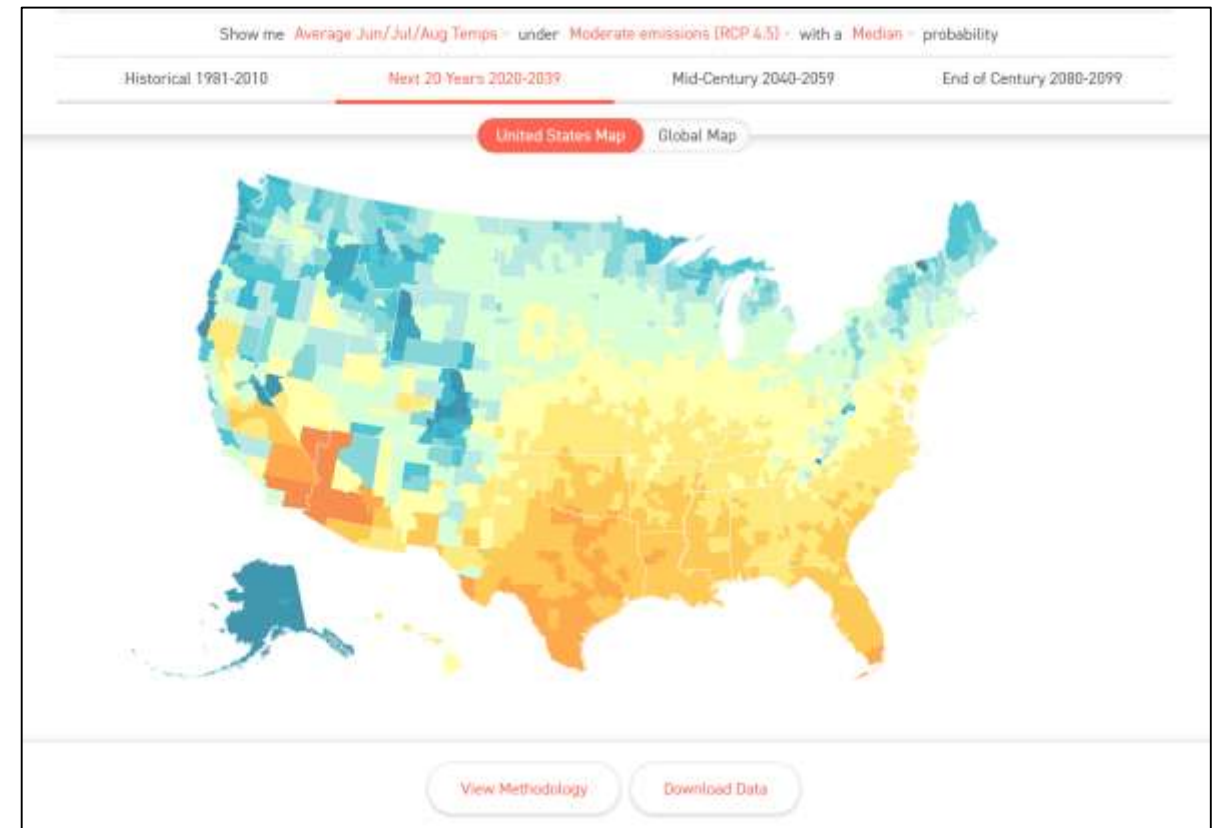 Show me Average Jun/Jul/Aug Temps under Moderate emissions (RCP 4.5) with a Median probability
Historical 1981-2010 Next 20 Years 2020-2039 Mid-Century 2040-2059 End of Century 2080-2099
United States Map Global Map
View Methodology Download Data